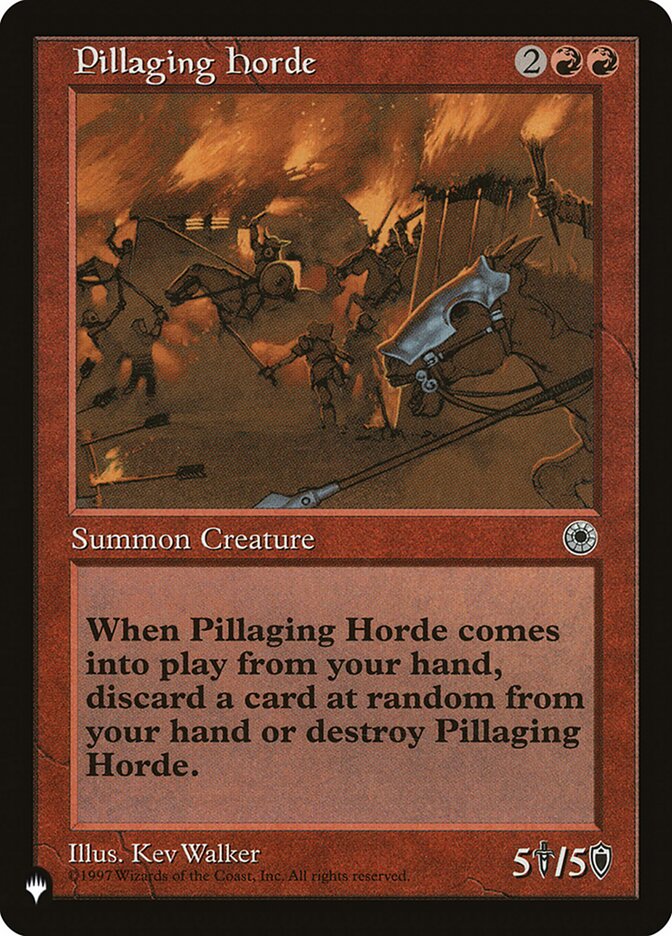 Pillaging Horde 2
Summon Creature
When Pillaging Horde comes
into play from your hand,
discard a card at random from
your hand or destroy Pillaging
Horde.
Illus. Kev Walker
©1997 Wizards of the Coast, Inc. All rights reserved.
5/5